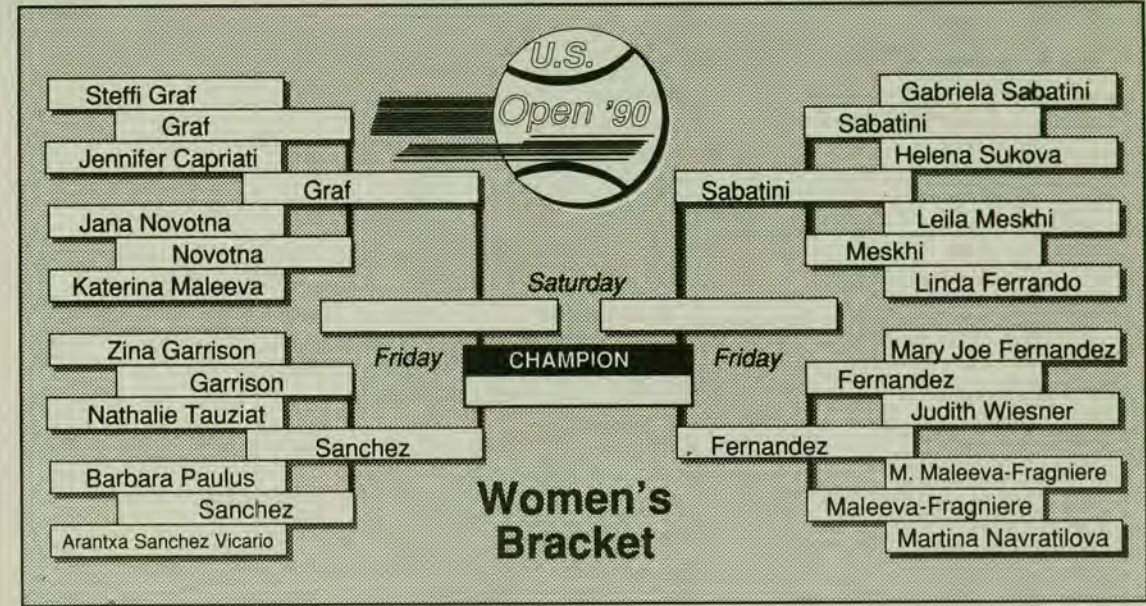 U.S.
Open '90
Steffi Graf
Graf
Jennifer Capriati
Graf
Jana Novotna
Novotna
Katerina Maleeva
Zina Garrison
Garrison
Nathalie Tauziat
Sanchez
Barbara Paulus
Sanchez
Arantxa Sanchez Vicario
Saturday
Friday
CHAMPION
Friday
Women's
Bracket
Gabriela Sabatini
Sabatini
Helena Sukova
Sabatini
Leila Meskhi
Meskhi
Linda Ferrando
Mary Joe Fernandez
Fernandez
Judith Wiesner
Fernandez
M. Maleeva-Fragniere
Maleeva-Fragniere
Martina Navratilova